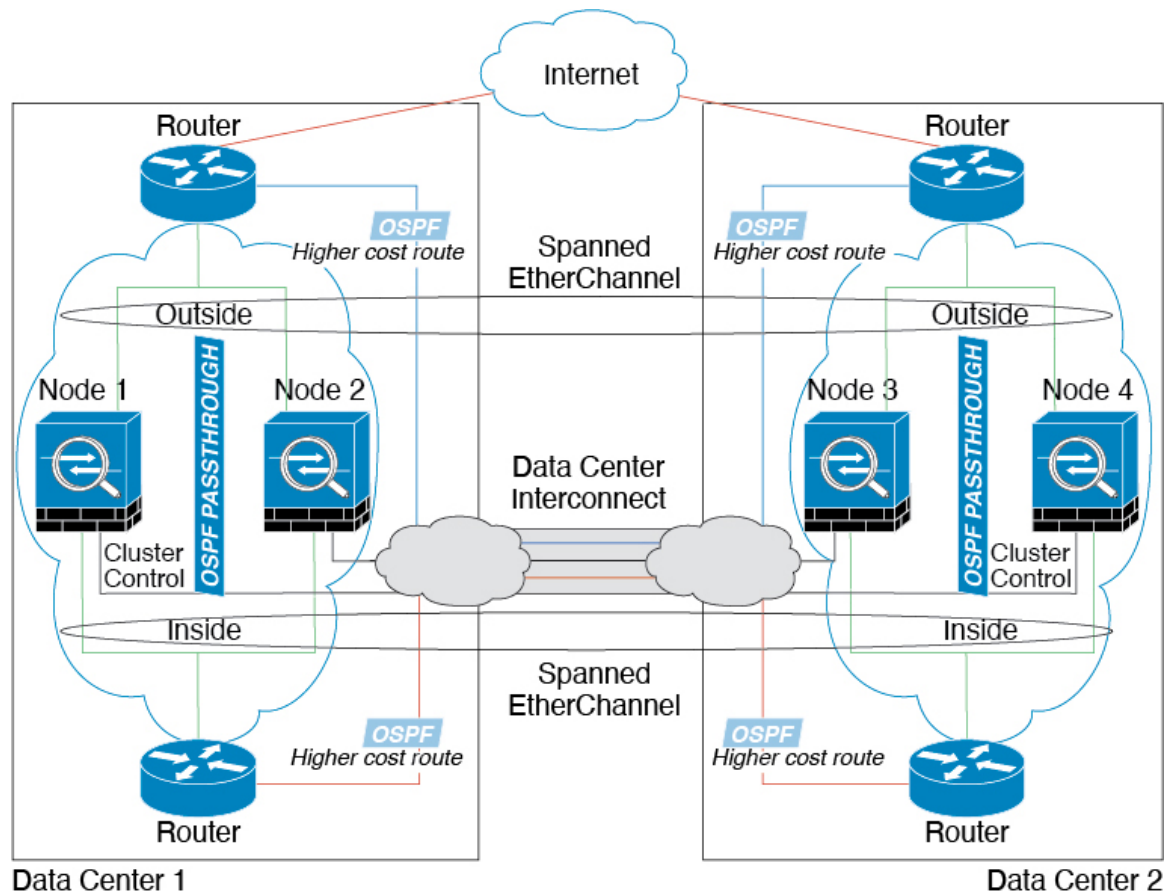 Internet
Router
Router
OSPF
Higher cost route
OSPF
Higher cost route
Spanned
EtherChannel
Outside
Outside
Node 1
OSPF PASSTHROUGH
Node 2
Node 3
OSPF PASSTHROUGH
Node 4
Data Center
Interconnect
Cluster
Control
Cluster
Control
Inside
Inside
Spanned
EtherChannel
OSPF
Higher cost route
OSPF
Higher cost route
Router
Router
Data Center 1
Data Center 2